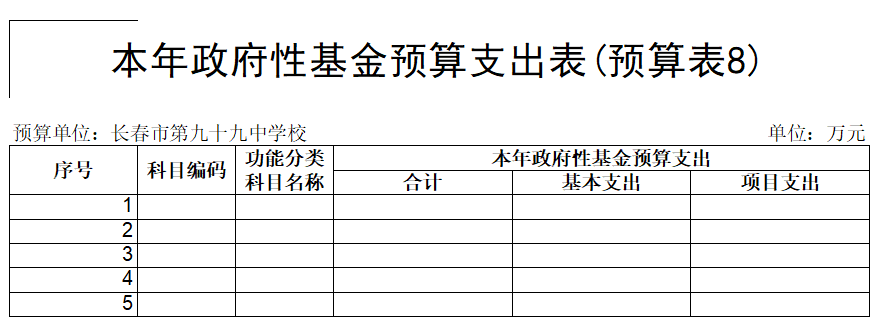 本年政府性基金预算支出表(预算表8)
预算单位：长春市第九十九中学校 单位：万元
序号 科目编码 功能分类科目名称 本年政府性基金预算支出
合计 基本支出 项目支出
1
2
3
4
5